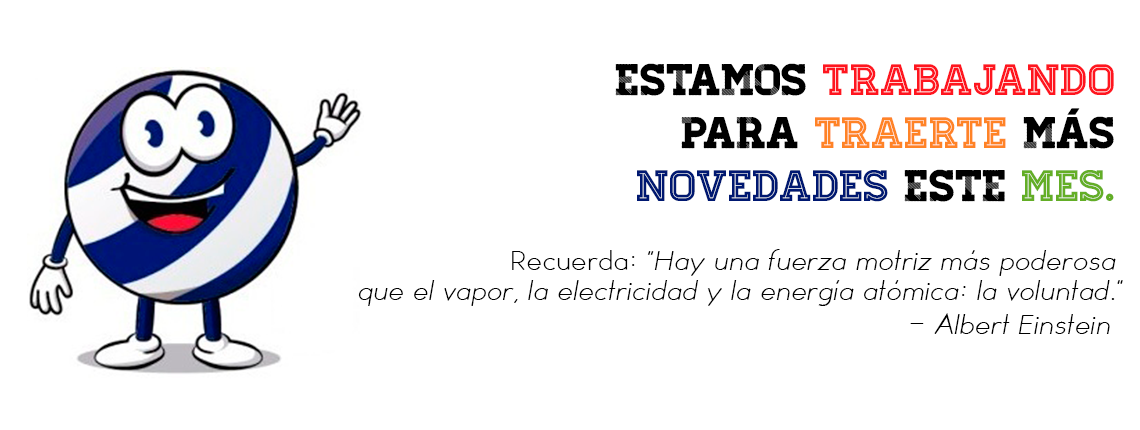 ESTAMOS TRABAJANDO
PARA TRAERTE MÁS
NOVEDADES ESTE MES.
Recuerda: "Hay una fuerza motriz más poderosa
que el vapor, la electricidad y la energía atómica: la voluntad."
- Albert Einstein